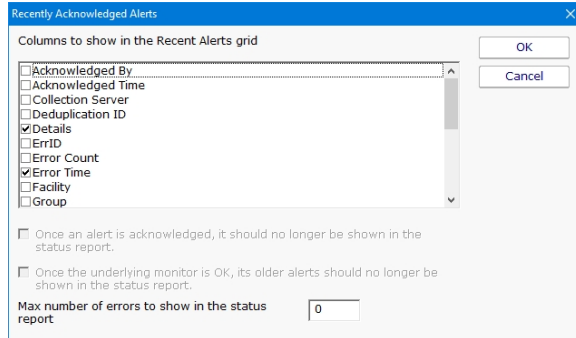 Recently Acknowledged Alerts
Columns to show in the Recent Alerts grid
OK
Cancel
Acknowledged By
Acknowledged Time
Collection Server
Deduplication ID
Details
ErrID
Error Count
Error Time
Facility
Group
Once an alert is acknowledged, it should no longer be shown in the
status report.
Once the underlying monitor is OK, its older alerts should no longer be
shown in the status report.
Max number of errors to show in the status
report
0